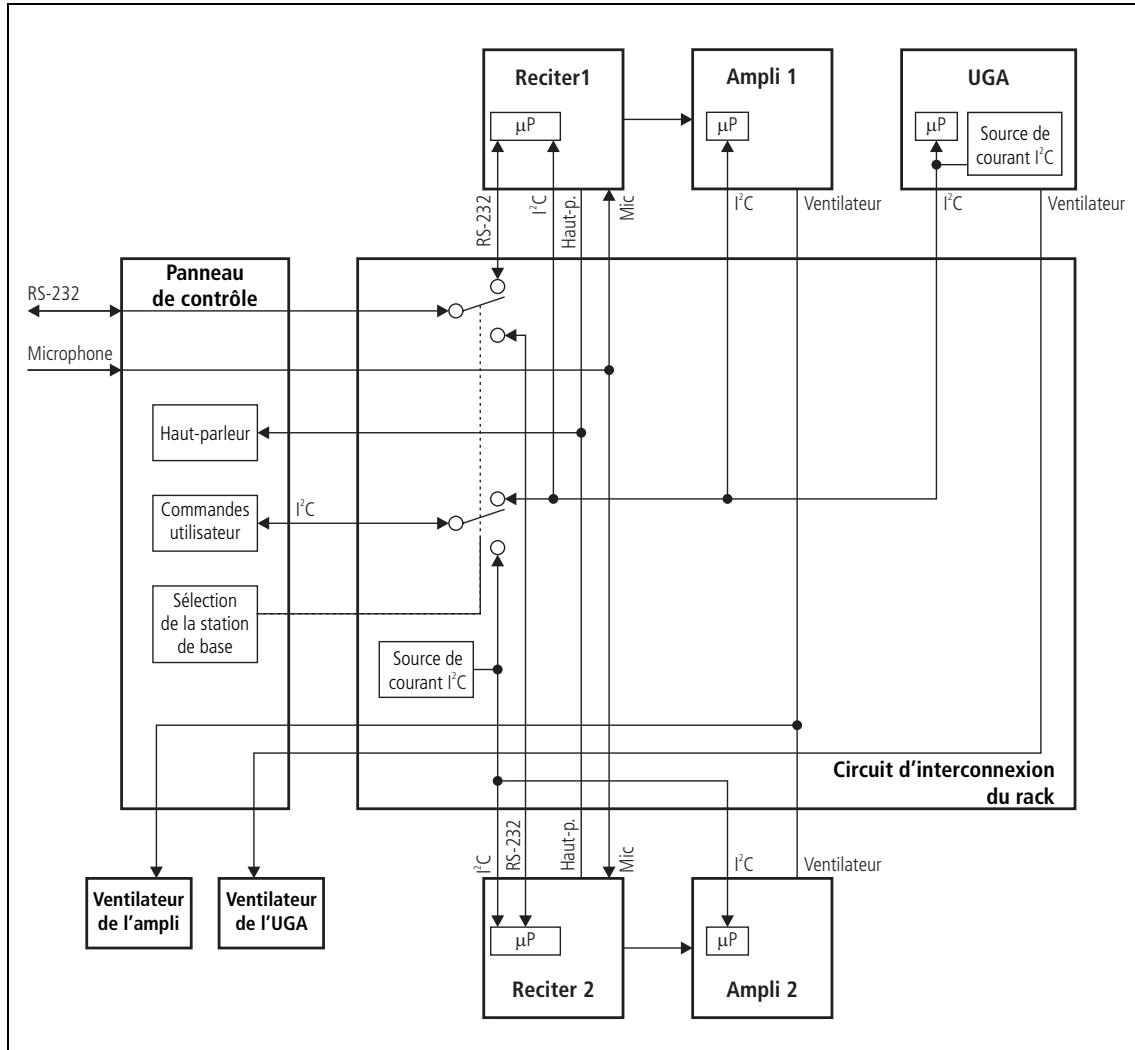 Reciter1
Ampli 1
UGA
µP
µP
µP
Source de
courant I²C
RS-232
I²C
Haut-p.
Mic
I²C
Ventilateur
I²C
Ventilateur
Panneau
de contrôle
RS-232
Microphone
Haut-parleur
Commandes
utilisateur
I²C
Sélection
de la station
de base
Source de
courant I²C
Circuit d'interconnexion
du rack
I²C
RS-232
Haut-p.
Mic
I²C
Ventilateur
Ventilateur
de l'ampli
Ventilateur
de l'UGA
µP
µP
Reciter 2
Ampli 2